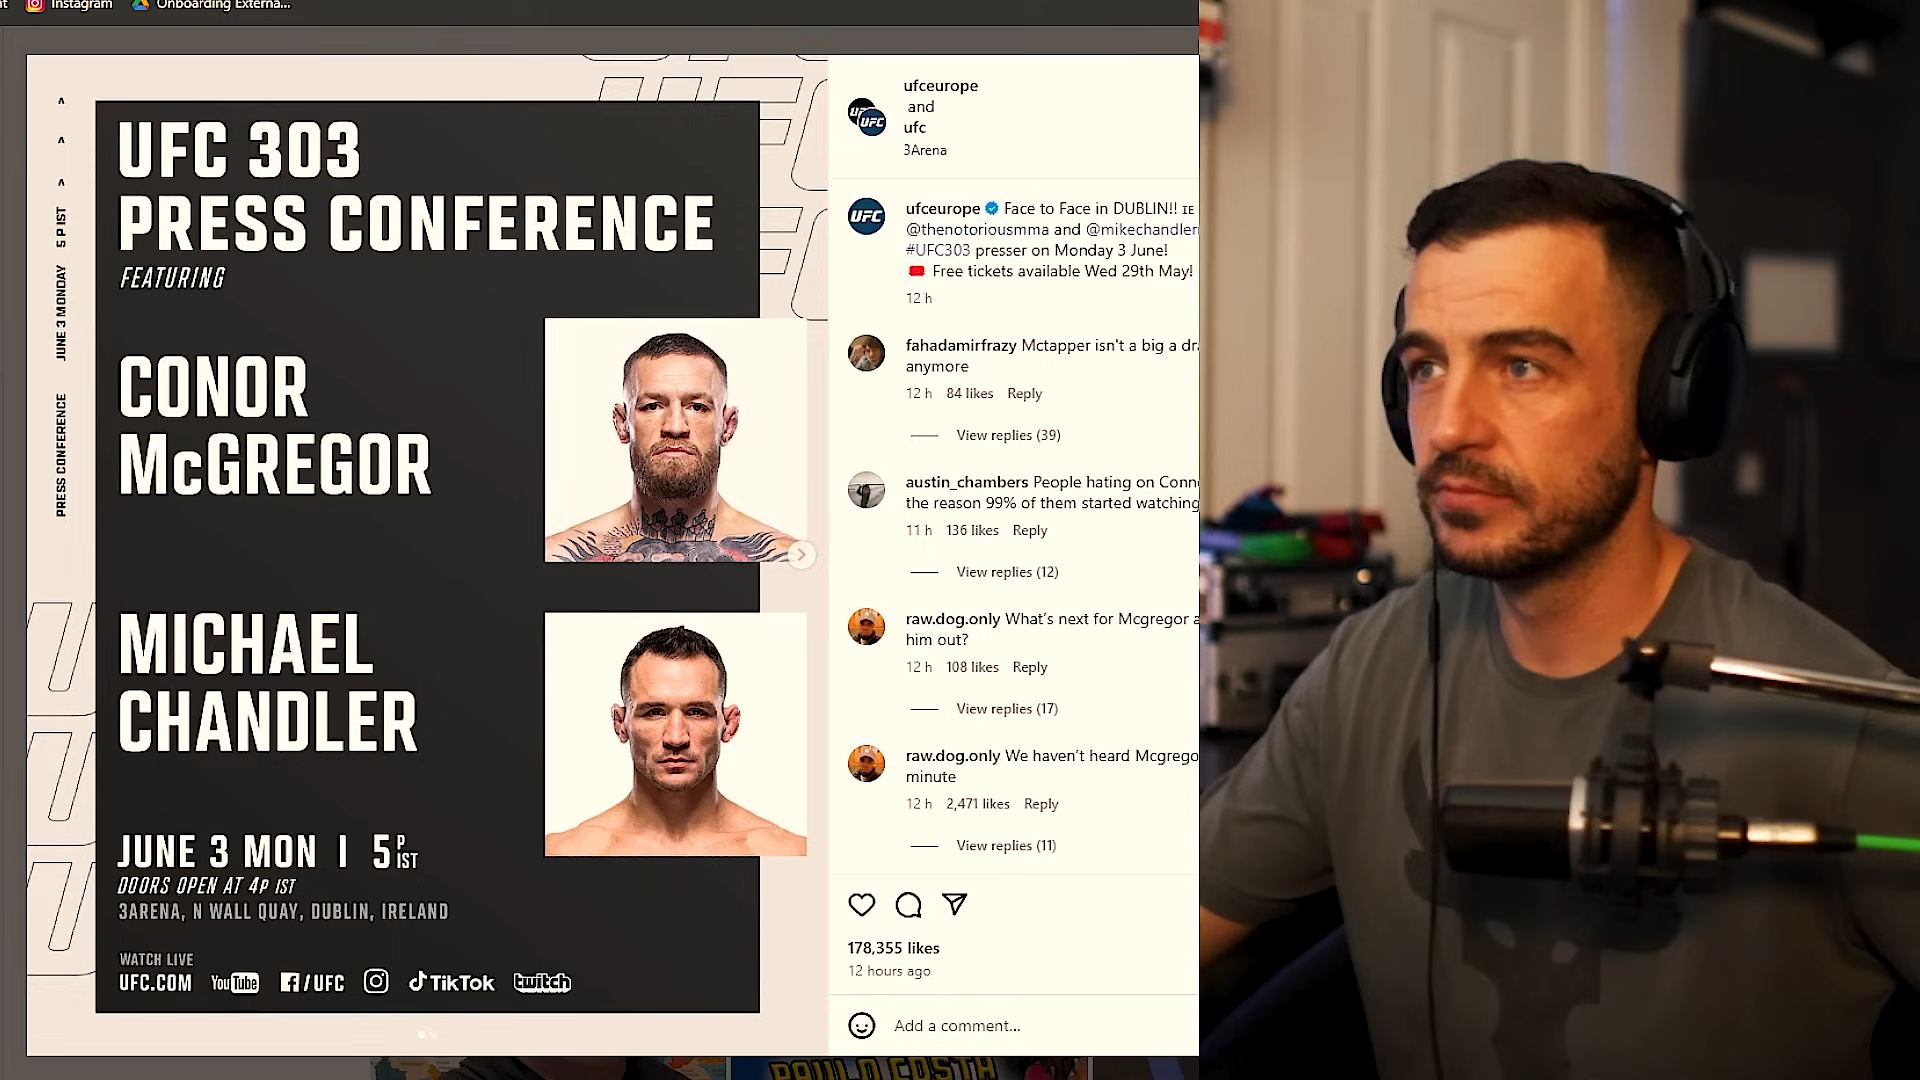 Instagram
Onboarding Externa...
UFC 303
PRESS CONFERENCE
FEATURING
CONOR
McGREGOR
MICHAEL
CHANDLER
JUNE 3 MON | 5 P IST
DOORS OPEN AT 4P IST
3ARENA, N WALL QUAY, DUBLIN, IRELAND
WATCH LIVE
UFC.COM YouTube /UFC TikTok twitch
PRESS CONFERENCE JUNE 3 MONDAY 5 P IST
ufceurope
and
ufc
3Arena
UFC
ufceurope Face to Face in DUBLIN!! IE
@thenotoriousmma and @mikechandler
#UFC303 presser on Monday 3 June!
Free tickets available Wed 29th May!
12 h
fahadamirfrazy Mctapper isn't a big a
anymore
12 h 84 likes Reply
View replies (39)
austin_chambers People hating on
the reason 99% of them started watching
11 h 136 likes Reply
View replies (12)
raw.dog.only What's next for Mcgregor
him out?
12 h 108 likes Reply
View replies (17)
raw.dog.only We haven't heard
minute
12 h 2,471 likes Reply
View replies (11)
178,355 likes
12 hours ago
Add a comment...
PAULO COSTA